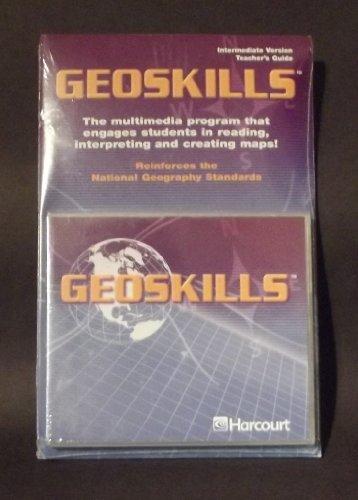 Intermediate Version
Teacher's Guide
GEOSKILLS™
The multimedia program that
engages students in reading,
interpreting and creating maps!
Reinforces the
National Geography Standards
GEOSKILLS™
Harcourt